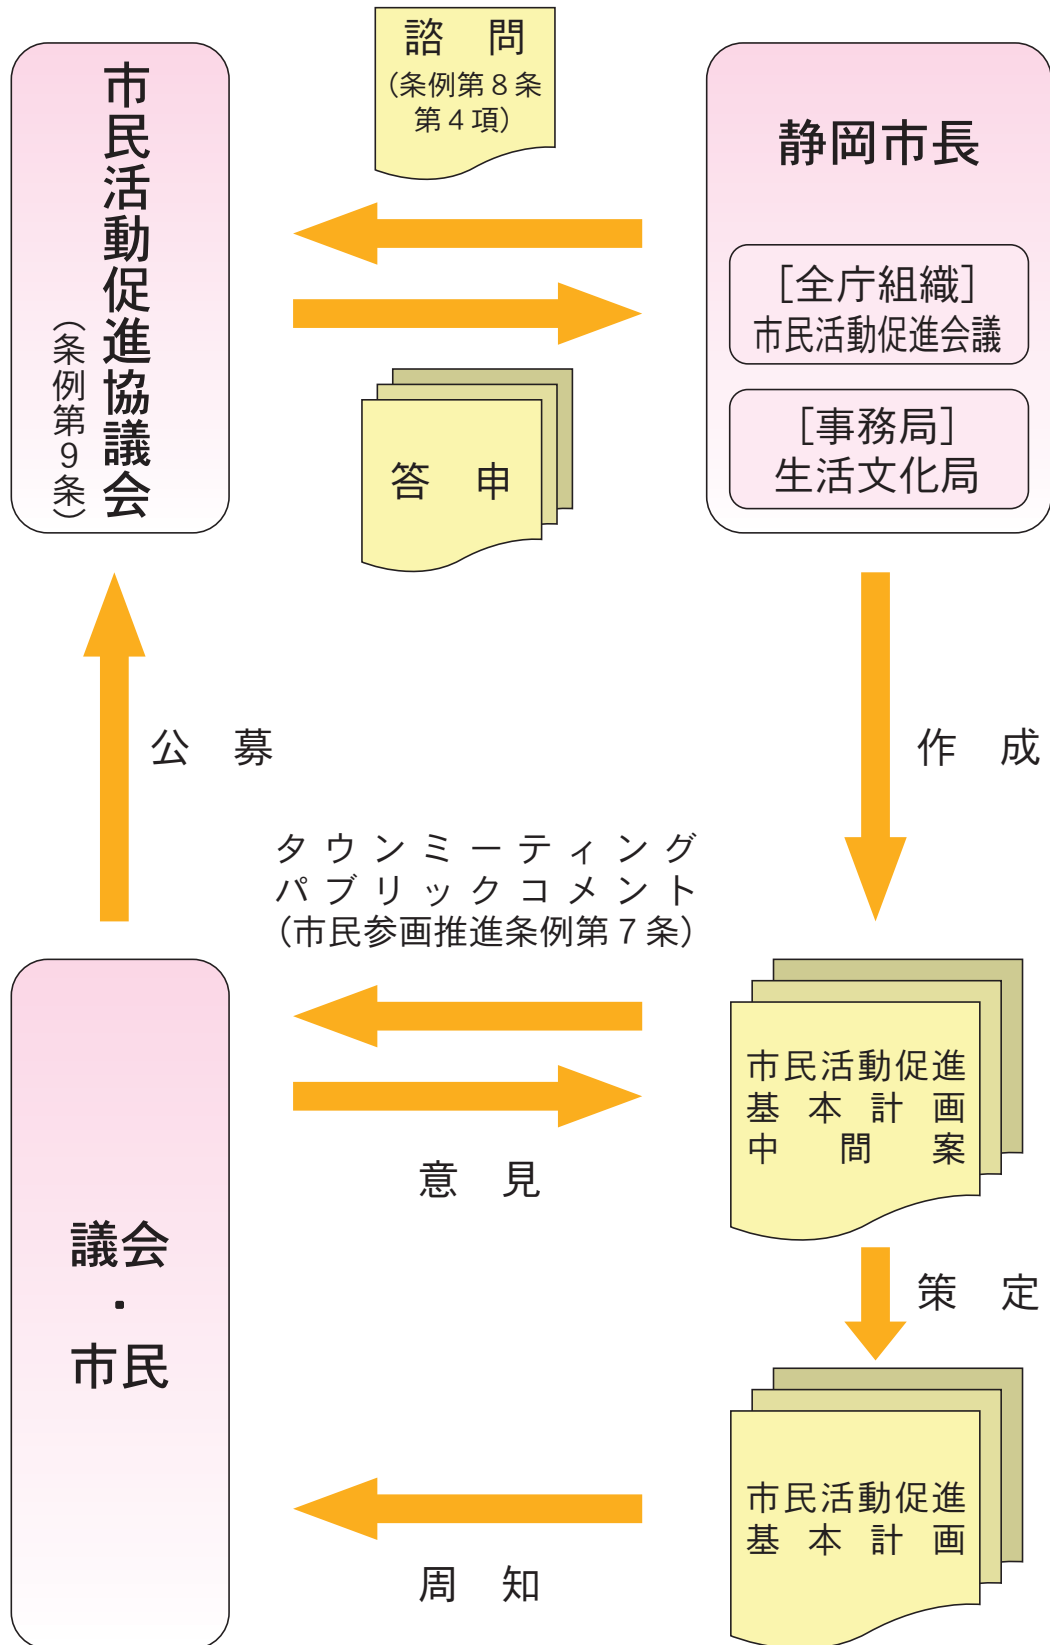 諮　問
（条例第８条
第４項）
市民活動促進協議会
（条例第９条）
静岡市長
［全庁組織］
市民活動促進会議
［事務局］
生活文化局
答　申
公　募
作　成
タウンミーティング
パブリックコメント
（市民参画推進条例第７条）
市民活動促進
基本計画
中間案
意　見
議会
・
市民
策　定
市民活動促進
基本計画
周　知